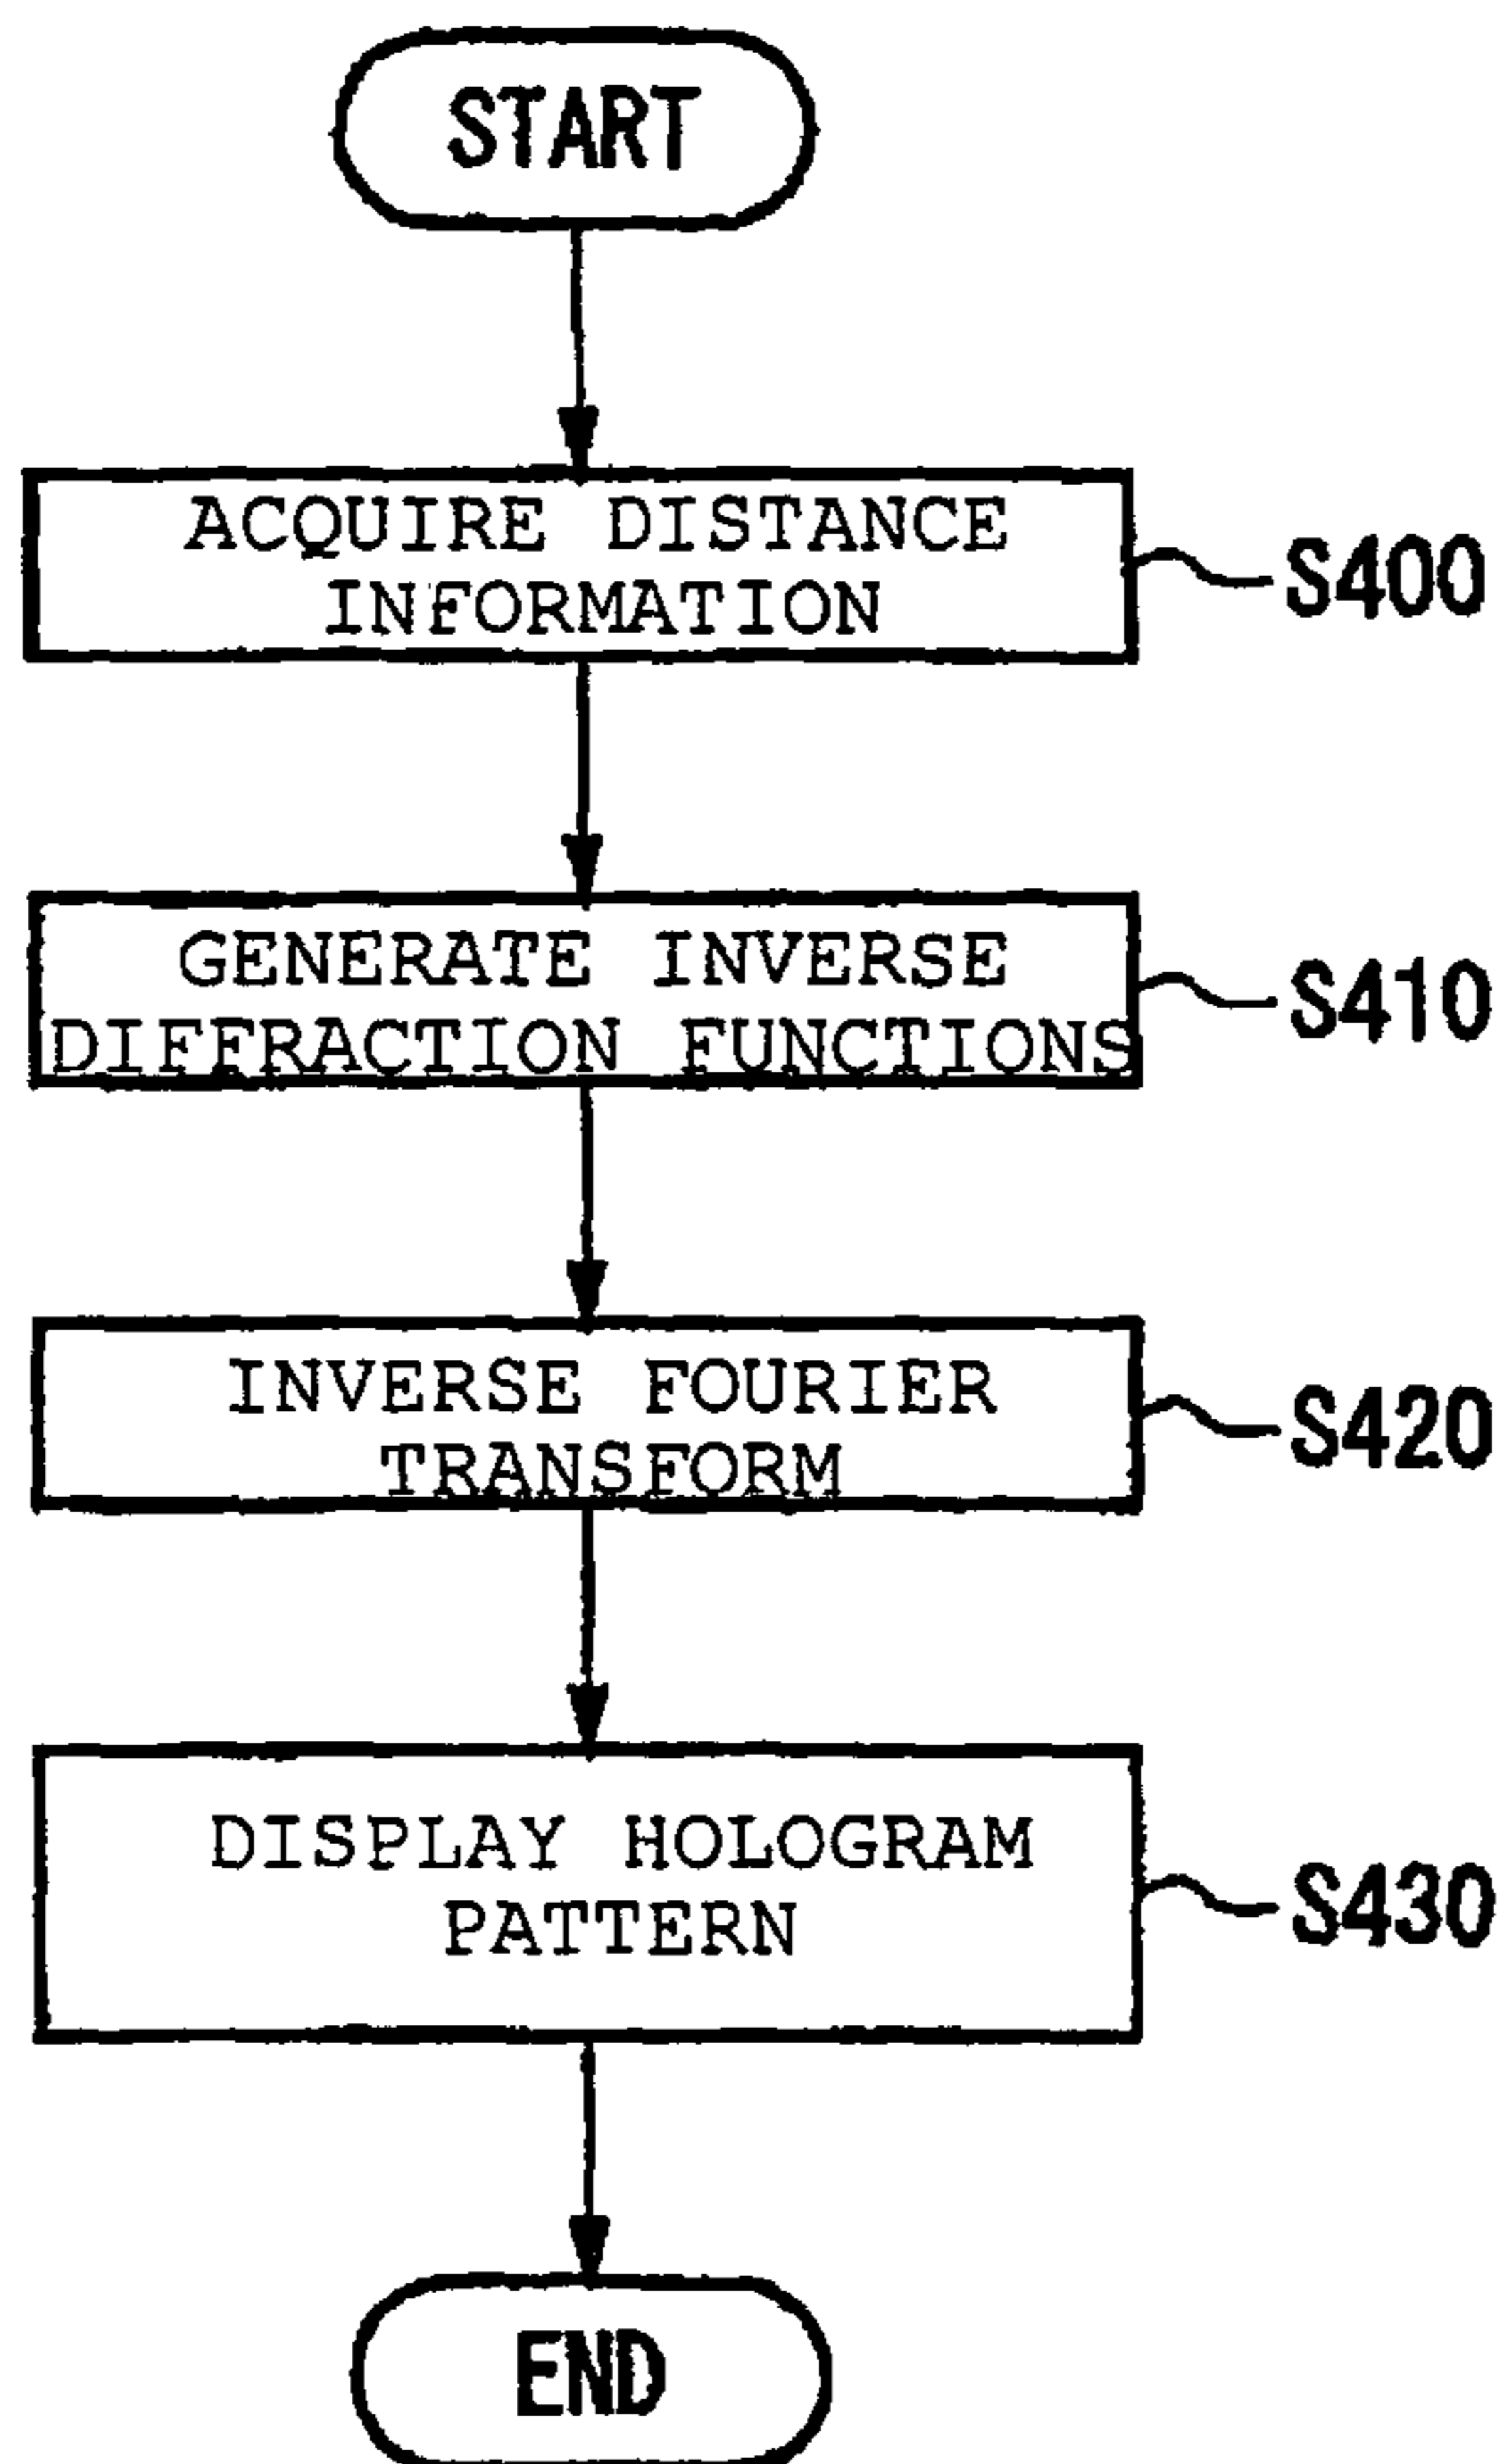 START
ACQUIRE DISTANCE
INFORMATION
S400
GENERATE INVERSE
DIFFRACTION FUNCTIONS
S410
INVERSE FOURIER
TRANSFORM
S420
DISPLAY HOLOGRAM
PATTERN
S430
END